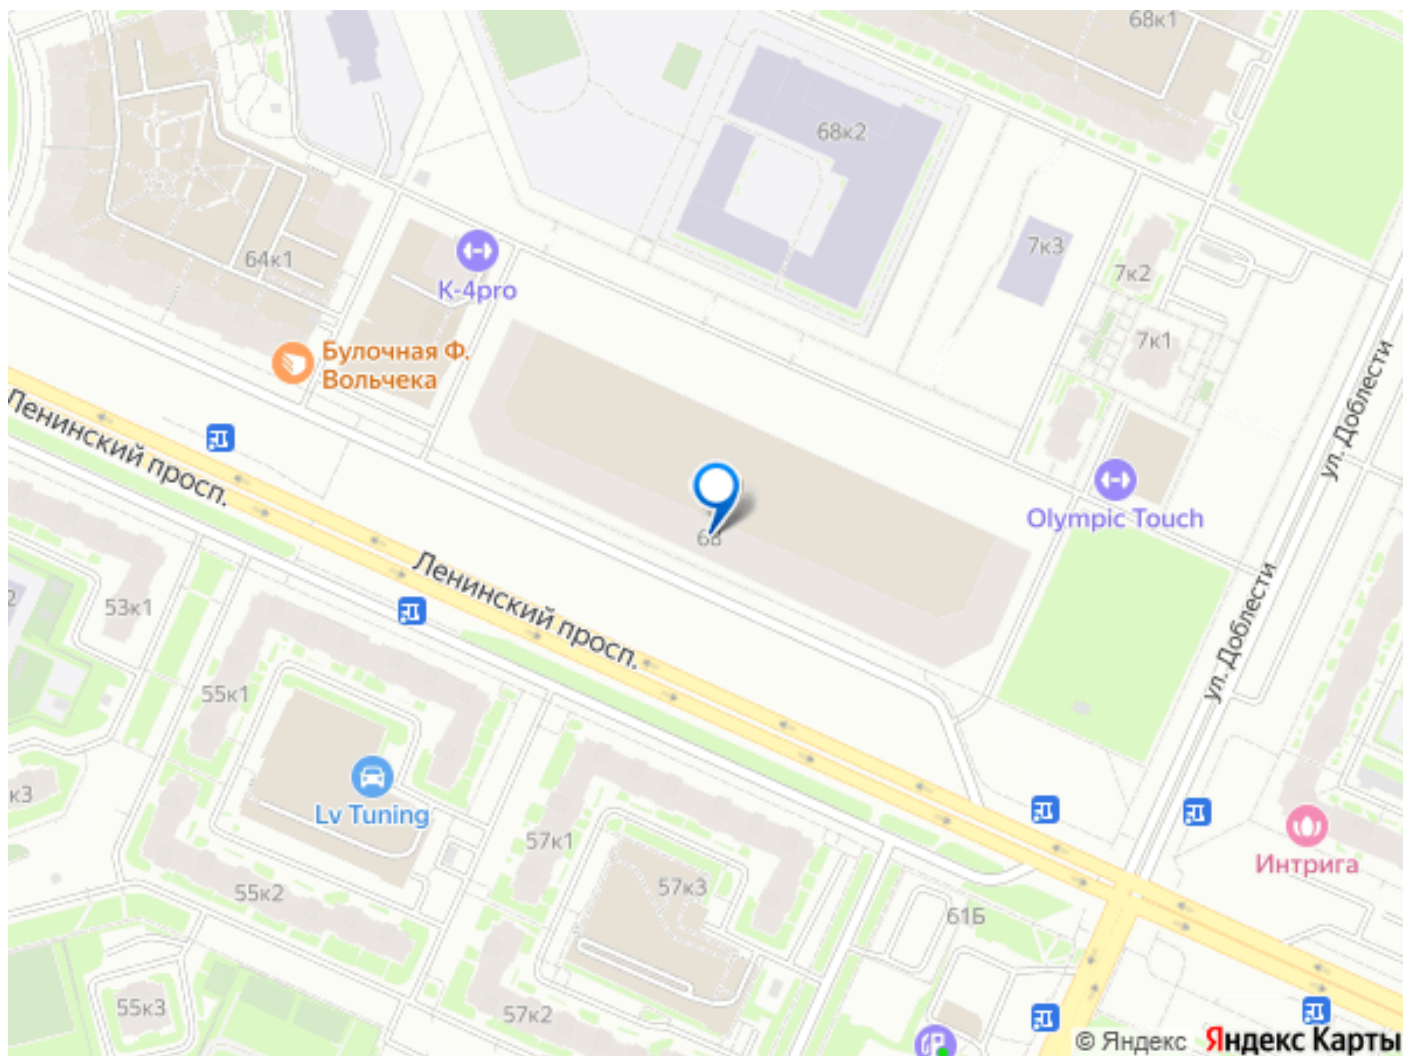 68к1
68к2
7к3
7к2
64к1
K-4pro
7к1
Булочная Ф.
Вольчека
ул. Доблести
Ленинский просп.
Olympic Touch
Ленинский просп.
53к1
ул. Доблести
55к1
к3
Lv Tuning
57к1
Интрига
57к3
55к2
61Б
55к3
57к2
© Яндекс Яндекс Карты